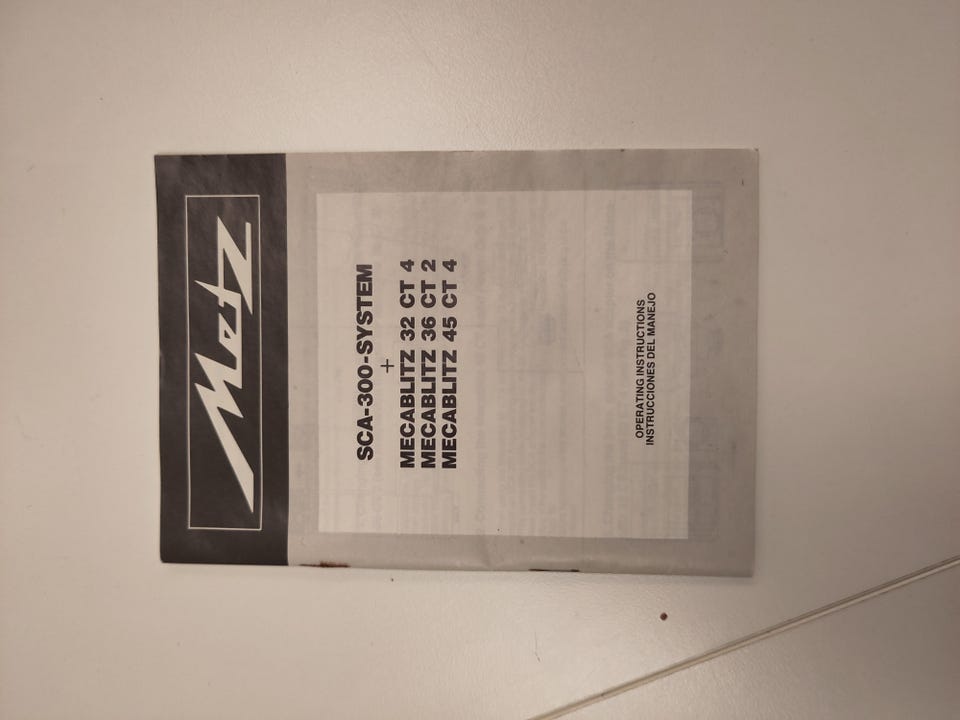 Metz
SCA-300-SYSTEM
+
MECABLITZ 32 CT 4
MECABLITZ 36 CT 2
MECABLITZ 45 CT 4
OPERATING INSTRUCTIONS
INSTRUCCIONES DEL MANEJO